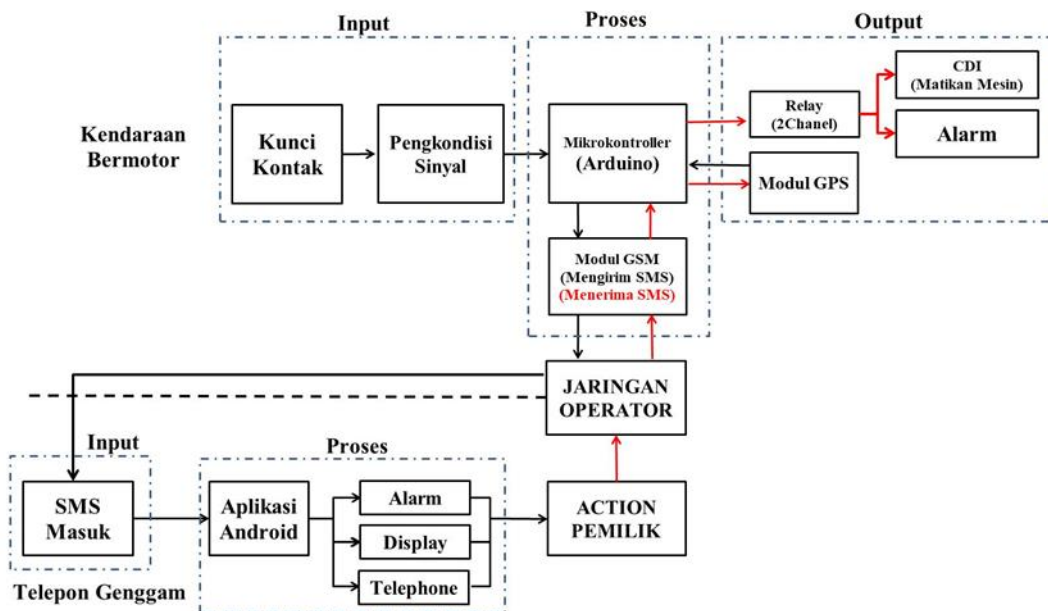 Input
Proses
Output
Kendaraan
Bermotor
Kunci
Kontak
Pengkondisi
Sinyal
Mikrokontroller
(Arduino)
Relay
(2Chanel)
CDI
(Matikan Mesin)
Alarm
Modul GPS
Modul GSM
(Mengirim SMS)
(Menerima SMS)
JARINGAN
OPERATOR
Input
Proses
SMS
Masuk
Aplikasi
Android
Alarm
Display
Telephone
ACTION
PEMILIK
Telepon Genggam